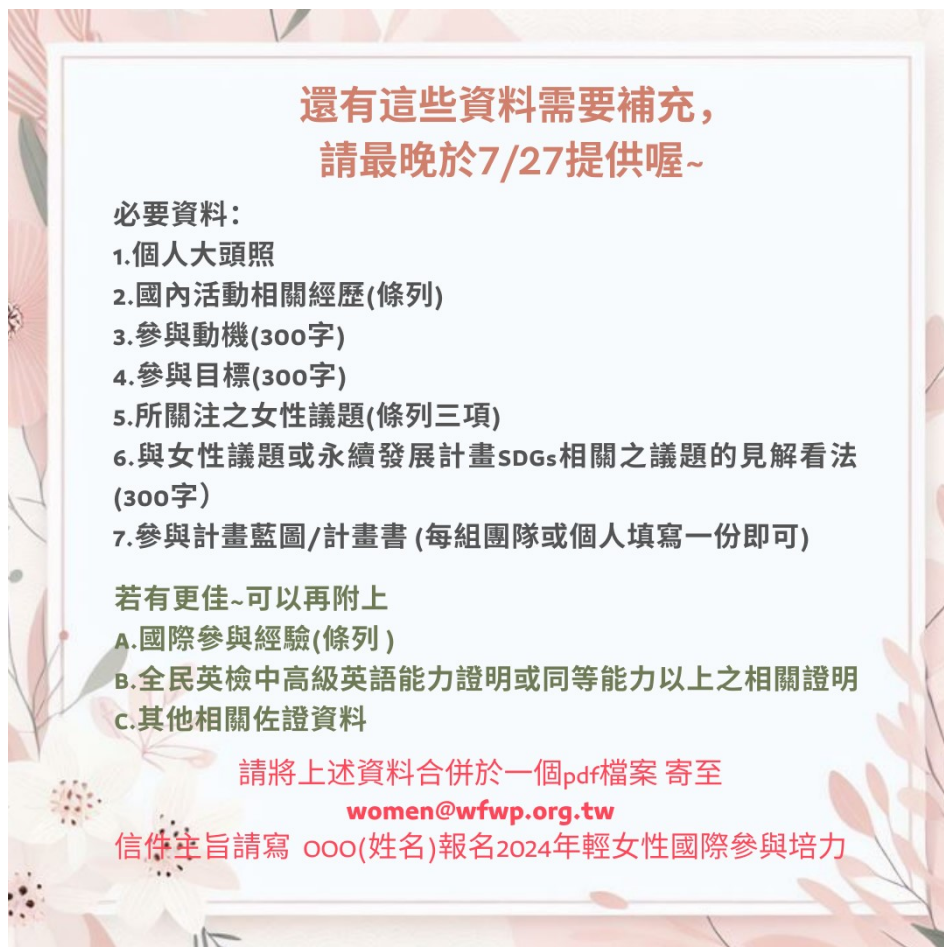 還有這些資料需要補充，
請最晚於7/27提供喔~
必要資料：
1.個人大頭照
2.國內活動相關經歷(條列)
3.參與動機(300字)
4.參與目標(300字)
5.所關注之女性議題(條列三項)
6.與女性議題或永續發展計畫SDGs相關之議題的見解看法
(300字）
7.參與計畫藍圖/計畫書 (每組團隊或個人填寫一份即可)
若有更佳~可以再附上
A.國際參與經驗(條列 )
B.全民英檢中高級英語能力證明或同等能力以上之相關證明
C.其他相關佐證資料
請將上述資料合併於一個pdf檔案 寄至
women@wfwp.org.tw
信件主旨請寫 OOO(姓名)報名2024年輕女性國際參與培力